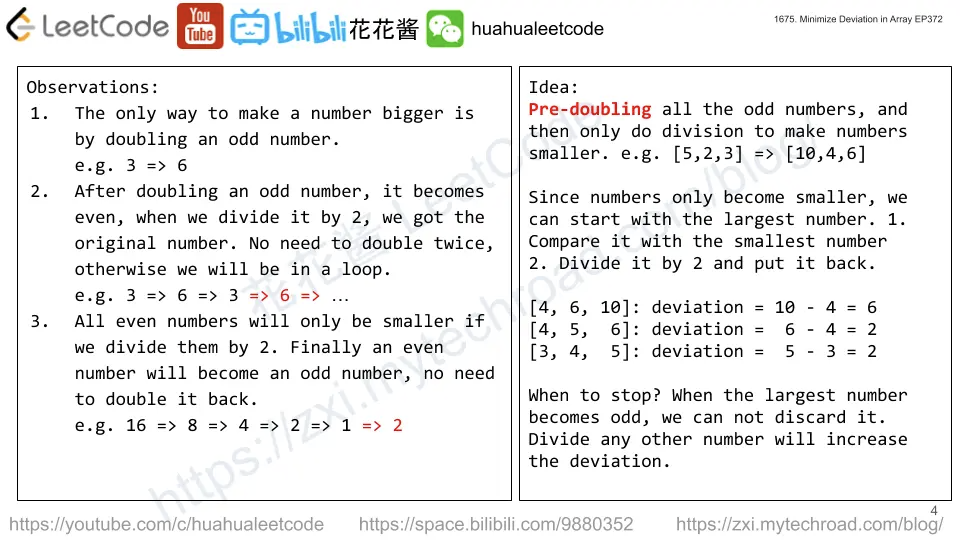 LeetCode You Tube bilibili 花花酱 huahualeetcode
1675. Minimize Deviation in Array EP372
Observations:
1. The only way to make a number bigger is
by doubling an odd number.
e.g. 3 => 6
2. After doubling an odd number, it becomes
even, when we divide it by 2, we got the
original number. No need to double twice,
otherwise we will be in a loop.
e.g. 3 => 6 => 3 => 6 => …
3. All even numbers will only be smaller if
we divide them by 2. Finally an even
number will become an odd number, no need
to double it back.
e.g. 16 => 8 => 4 => 2 => 1 => 2
Idea:
Pre-doubling all the odd numbers, and
then only do division to make numbers
smaller. e.g. [5,2,3] => [10,4,6]
Since numbers only become smaller, we
can start with the largest number. 1.
Compare it with the smallest number
2. Divide it by 2 and put it back.
[4, 6, 10]: deviation = 10 - 4 = 6
[4, 5, 6]: deviation = 6 - 4 = 2
[3, 4, 5]: deviation = 5 - 3 = 2
When to stop? When the largest number
becomes odd, we can not discard it.
Divide any other number will increase
the deviation.
花花酱 LeetCode
https://zxi.mytechroad.com/blog/
4
https://youtube.com/c/huahualeetcode https://space.bilibili.com/9880352 https://zxi.mytechroad.com/blog/